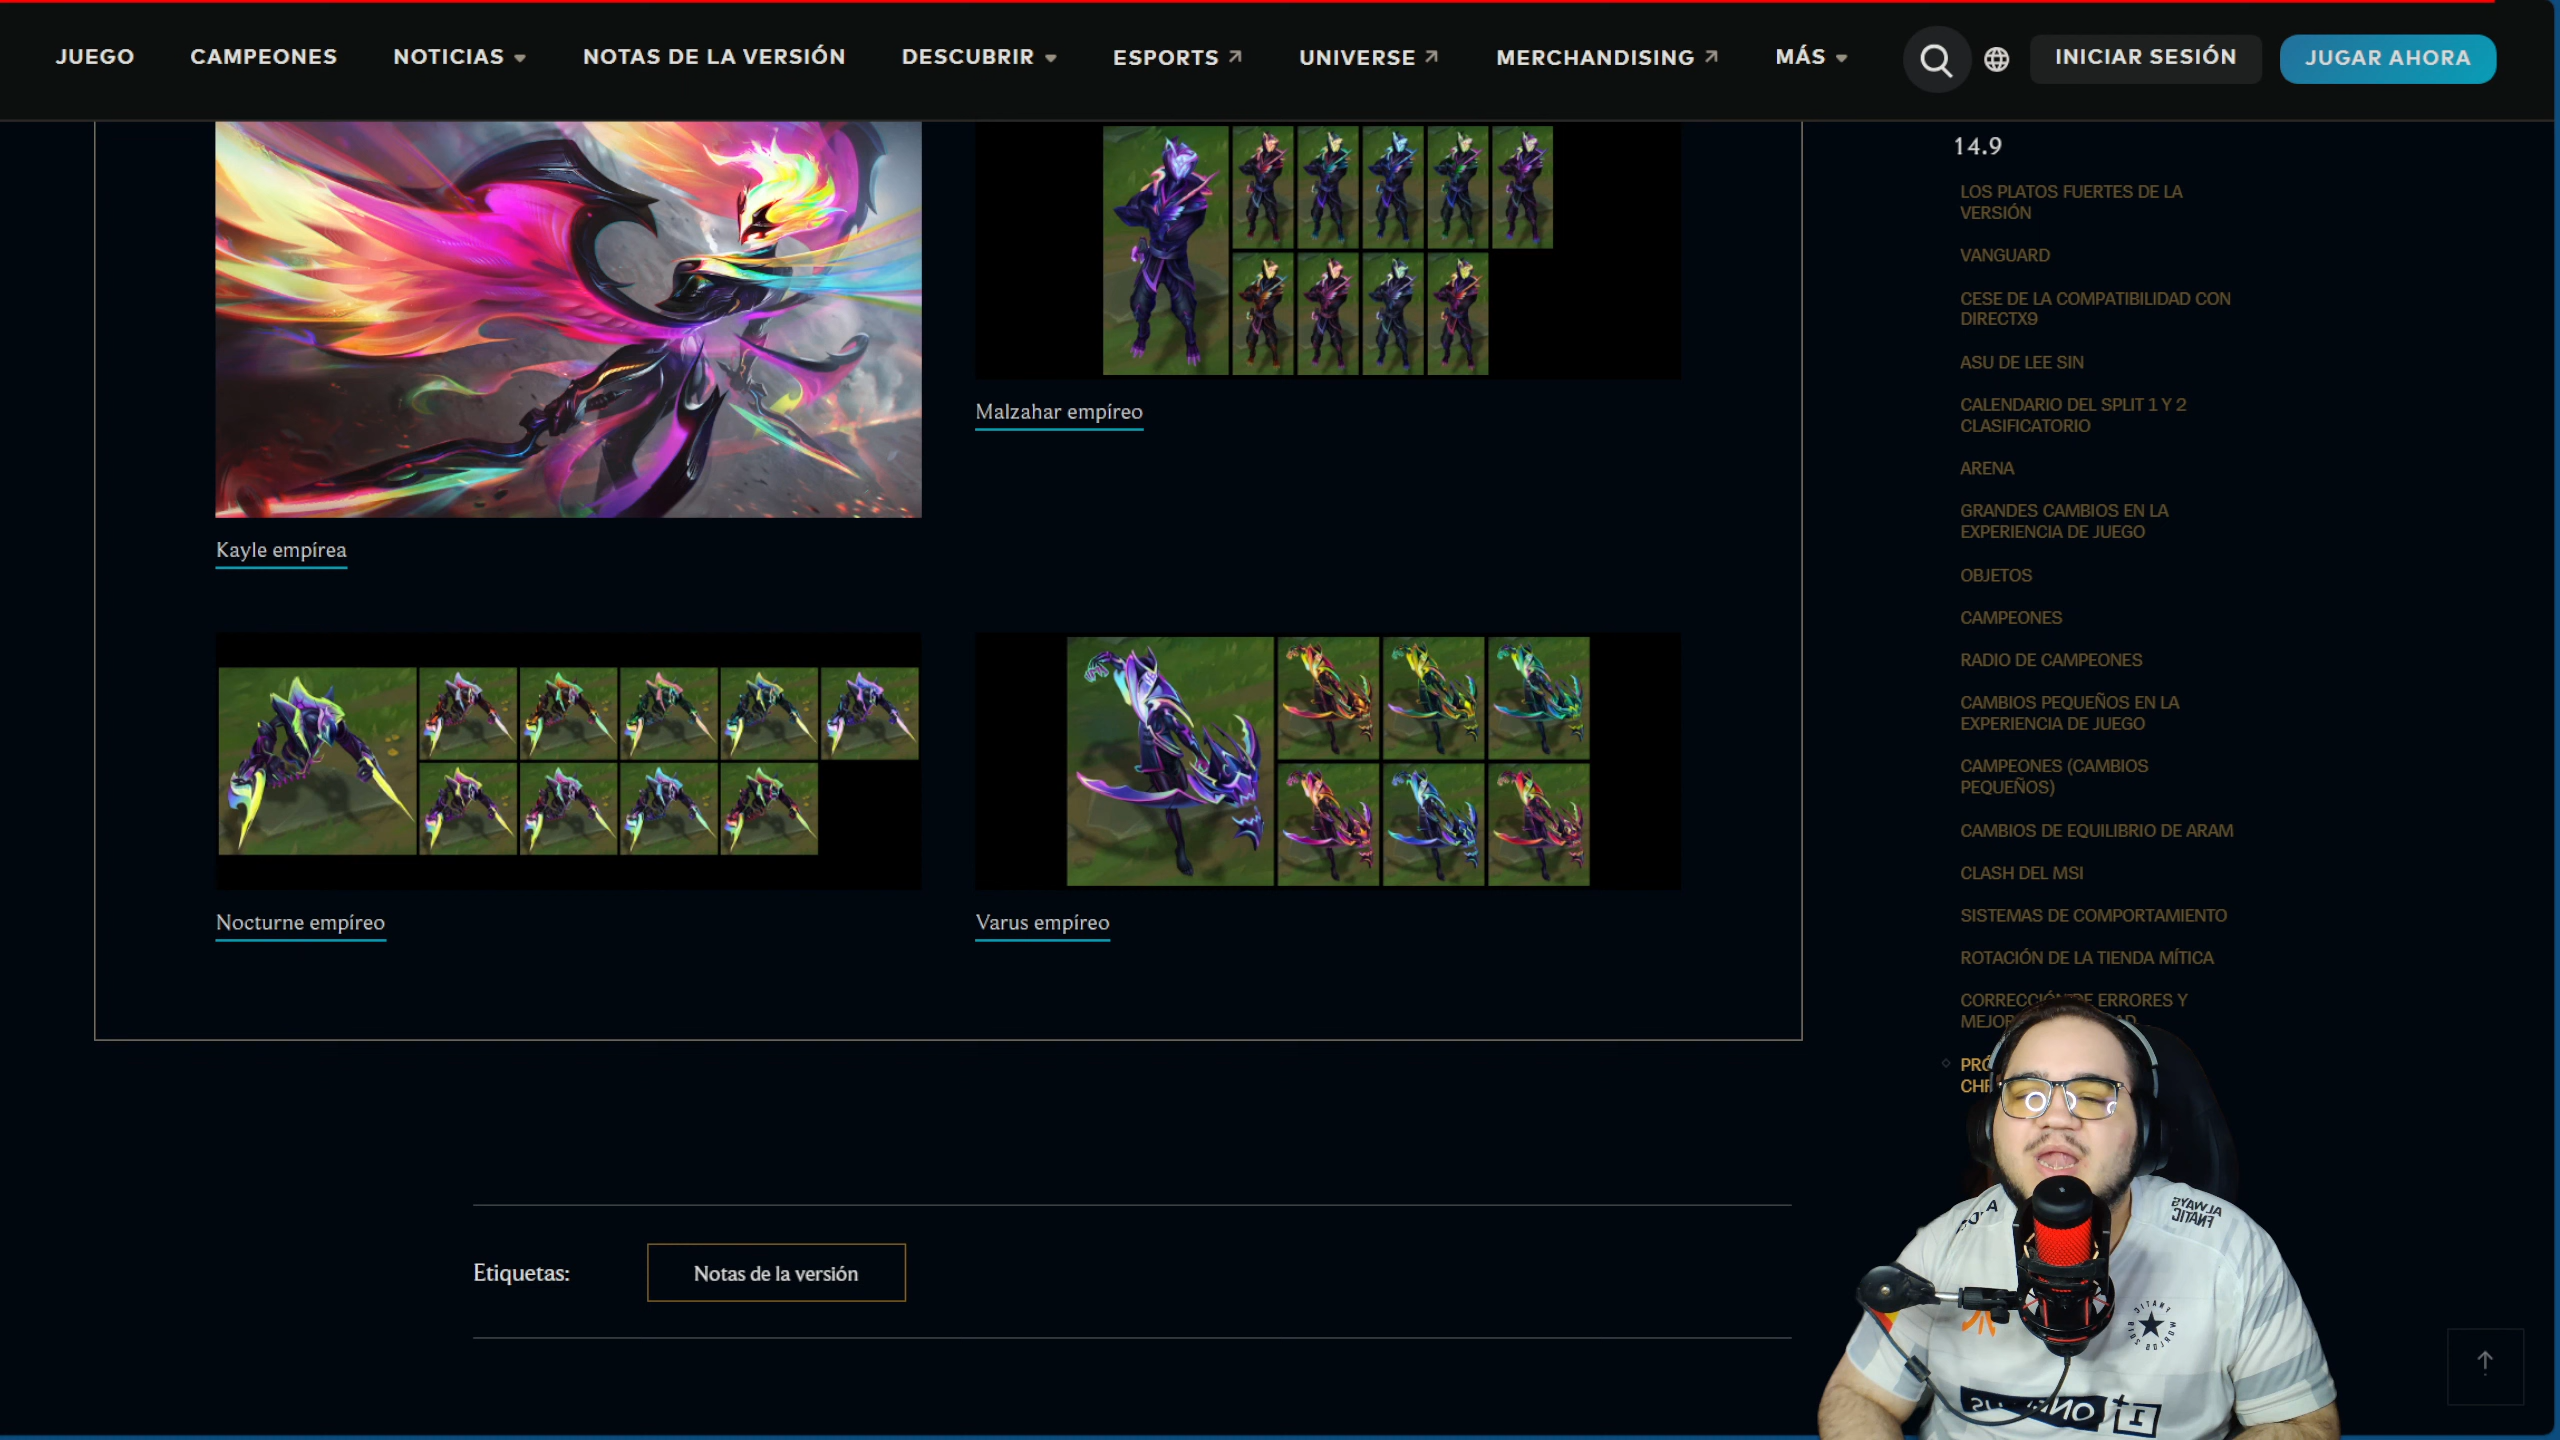 JUEGO
CAMPEONES
NOTICIAS
NOTAS DE LA VERSIÓN
DESCUBRIR
ESPORTS
UNIVERSE
MERCHANDISING
MÁS
INICIAR SESIÓN
JUGAR AHORA
Malzahar empíreo
Kayle empírea
Nocturne empíreo
Varus empíreo
Etiquetas:
Notas de la versión
14.9
LOS PLATOS FUERTES DE LA
VERSIÓN
VANGUARD
CESE DE LA COMPATIBILIDAD CON
DIRECTX9
ASU DE LEE SIN
CALENDARIO DEL SPLIT 1 Y 2
CLASIFICATORIO
ARENA
GRANDES CAMBIOS EN LA
EXPERIENCIA DE JUEGO
OBJETOS
CAMPEONES
RADIO DE CAMPEONES
CAMBIOS PEQUEÑOS EN LA
EXPERIENCIA DE JUEGO
CAMPEONES (CAMBIOS
PEQUEÑOS)
CAMBIOS DE EQUILIBRIO DE ARAM
CLASH DEL MSI
SISTEMAS DE COMPORTAMIENTO
ROTACIÓN DE LA TIENDA MÍTICA
CORRECCIÓN DE ERRORES Y
ALWAYS
FNATIC